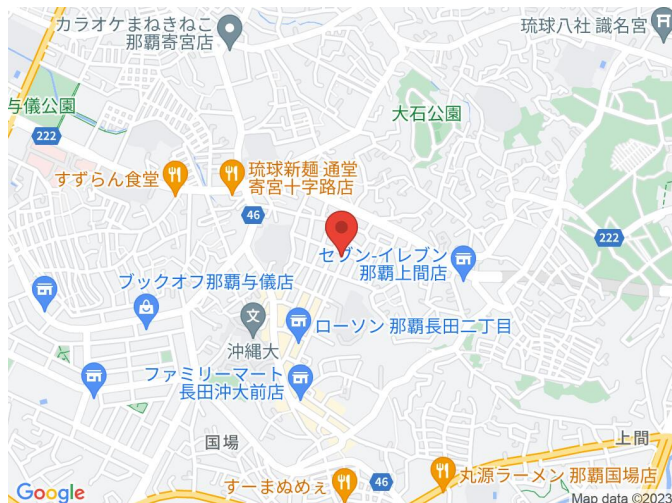 カラオケまねきねこ
那覇寄宮店
琉球八社 識名宮
与儀公園
大石公園
222
すずらん食堂
琉球新麺 通堂
寄宮十字路店
46
222
セブン-イレブン
那覇上間店
ブックオフ那覇与儀店
文
沖縄大
ローソン 那覇長田二丁目
ファミリーマート
長田沖大前店
国場
上間
すーまぬめぇ
46
丸源ラーメン 那覇国場店
Google
Map data ©2023